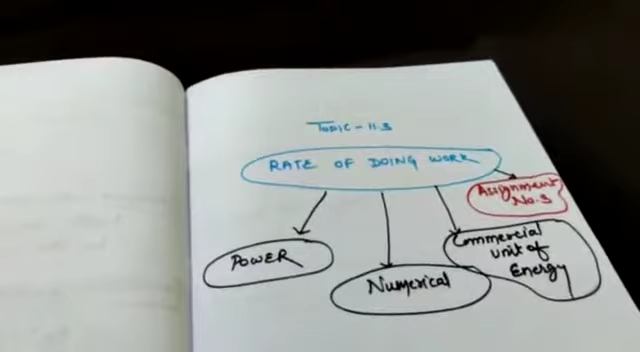 TOPIC - 11.3
RATE OF DOING WORK
Assignment
No. 3
POWER
Numerical
Commercial
unit of
Energy